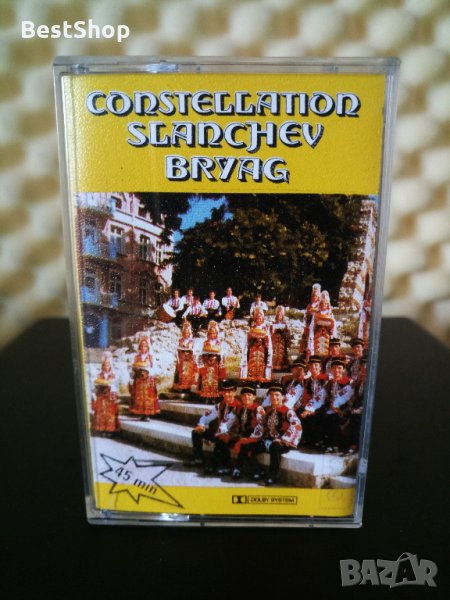 BestShop
CONSTELLATION
SLANCHEV
BRYAG
45 min
DOLBY SYSTEM
BAZAR